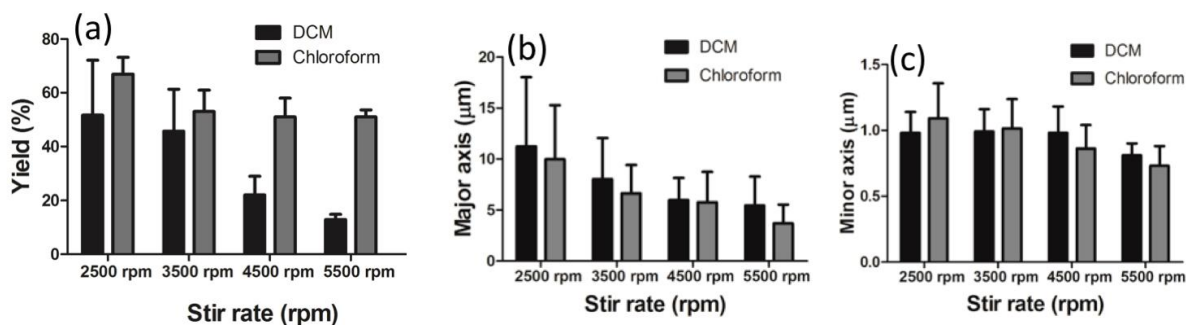 (a)
DCM
Chloroform
80
60
40
20
0
Yield (%)
2500 rpm 3500 rpm 4500 rpm 5500 rpm
Stir rate (rpm)
(b)
DCM
Chloroform
20
15
10
5
0
Major axis (μm)
2500 rpm 3500 rpm 4500 rpm 5500 rpm
Stir rate (rpm)
(c)
DCM
Chloroform
1.5
1.0
0.5
0.0
Minor axis (μm)
2500 rpm 3500 rpm 4500 rpm 5500 rpm
Stir rate (rpm)